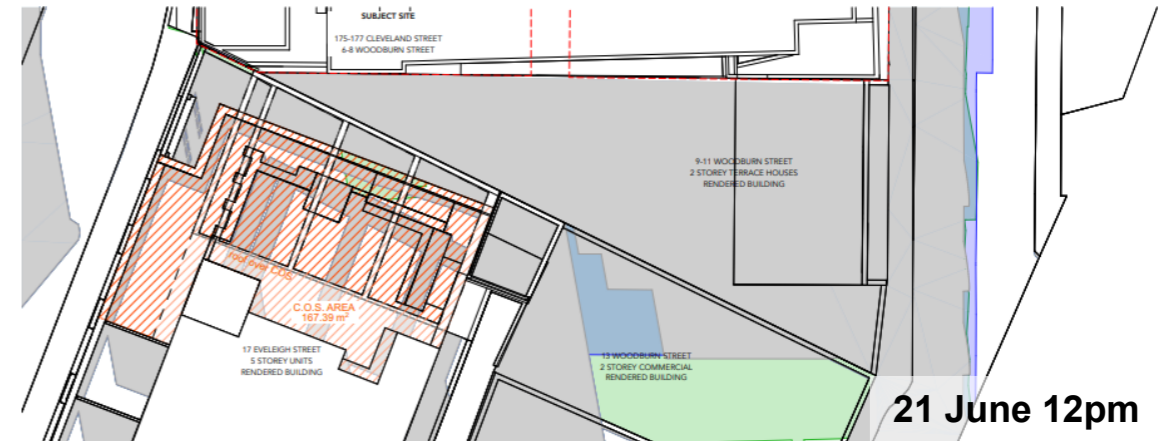 SUBJECT SITE
175-177 CLEVELAND STREET
6-8 WOODBURN STREET
9-11 WOODBURN STREET
2 STOREY TERRACE HOUSES
RENDERED BUILDING
roof over C.O.S.
C.O.S. AREA
167.39 m²
17 EVELEIGH STREET
5 STOREY UNITS
RENDERED BUILDING
13 WOODBURN STREET
2 STOREY COMMERCIAL
RENDERED BUILDING
21 June 12pm